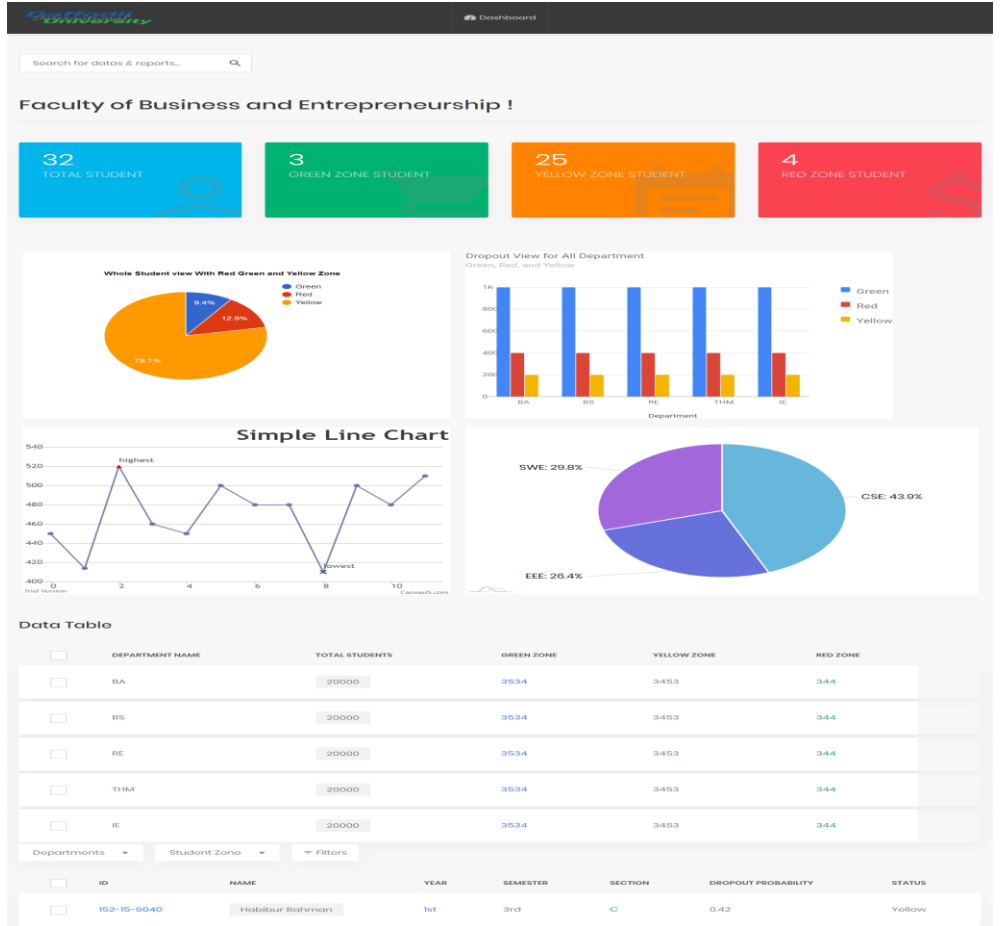 Daffodil
University
Dashboard
Search for datas & reports...
Faculty of Business and Entrepreneurship !
32
TOTAL STUDENT
3
GREEN ZONE STUDENT
25
YELLOW ZONE STUDENT
4
RED ZONE STUDENT
Whole Student view With Red Green and Yellow Zone
Green
Red
Yellow
9.4%
12.5%
78.1%
Dropout View for All Department
Green, Red, and Yellow
1K
800
600
400
200
0
BA BS RE THM IE
Department
Green
Red
Yellow
Simple Line Chart
540
520
500
480
460
440
420
400
highest
lowest
0 2 4 6 8 10
Trial Version
CanvasJS.com
SWE: 29.8%
CSE: 43.9%
EEE: 26.4%
Data Table
DEPARTMENT NAME TOTAL STUDENTS GREEN ZONE YELLOW ZONE RED ZONE
BA 20000 3534 3453 344
BS 20000 3534 3453 344
RE 20000 3534 3453 344
THM 20000 3534 3453 344
IE 20000 3534 3453 344
Departments Student Zone Filters
ID NAME YEAR SEMESTER SECTION DROPOUT PROBABILITY STATUS
152-15-6040 Habibur Rahman 1st 3rd C 0.42 Yellow